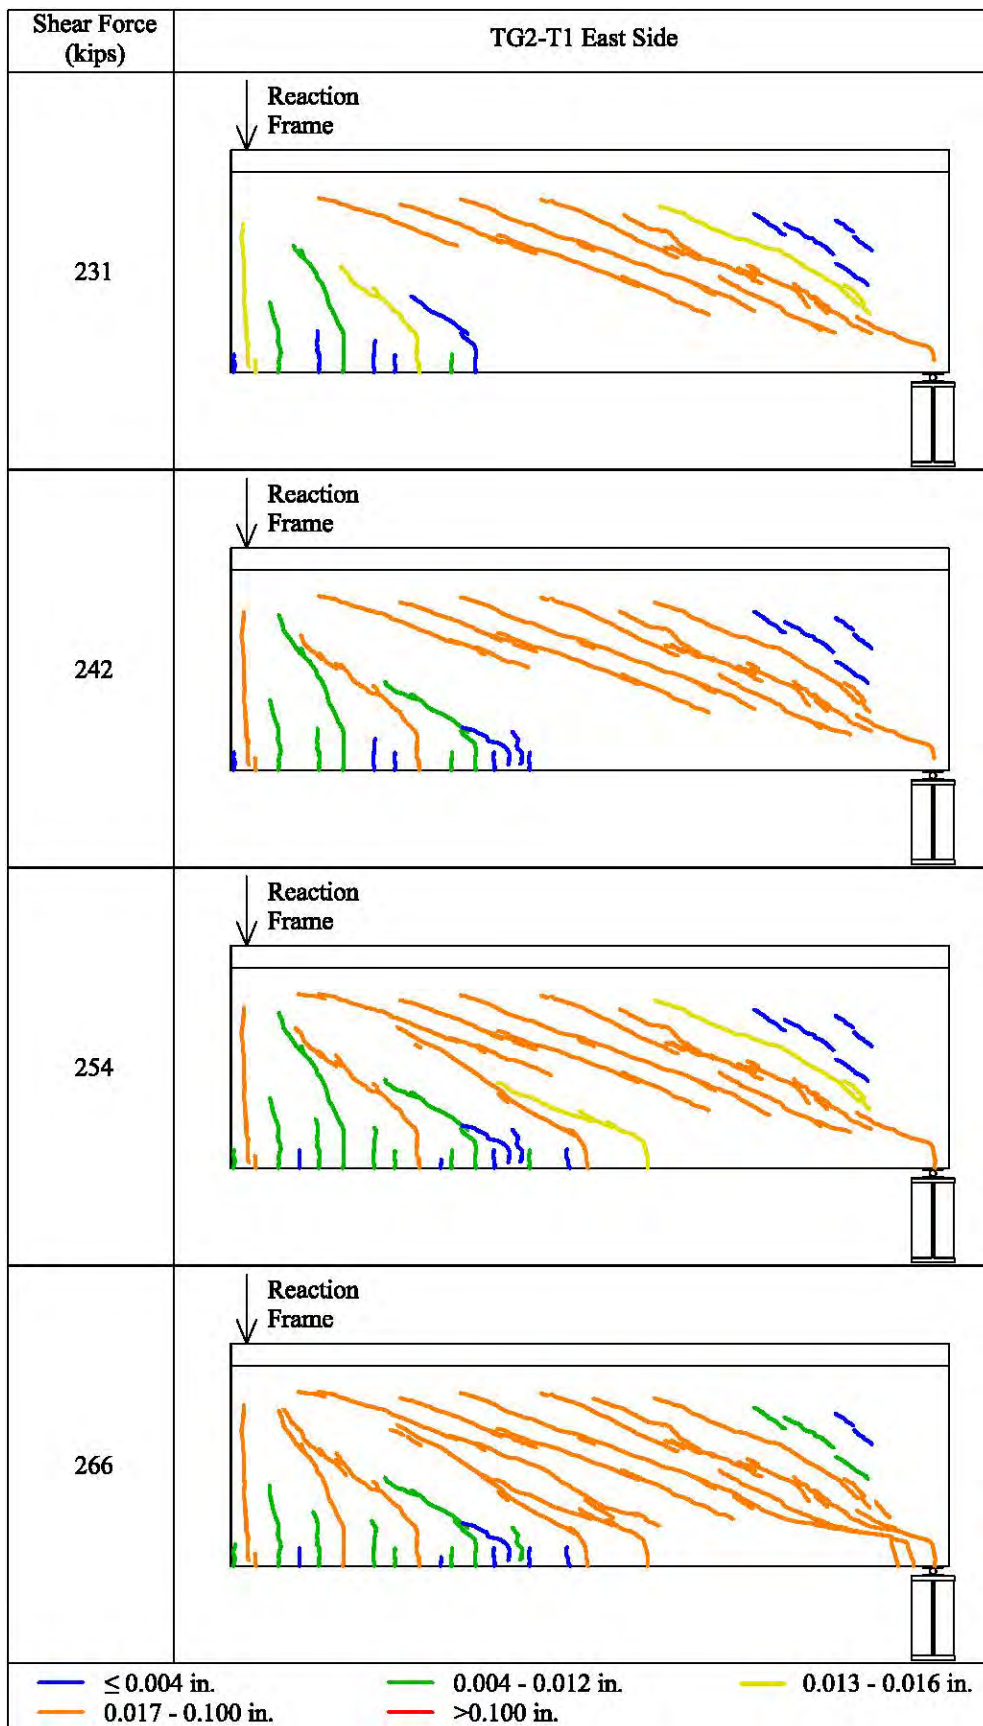 Shear Force
(kips)
TG2-T1 East Side
Reaction
Frame
231
Reaction
Frame
242
Reaction
Frame
254
Reaction
Frame
266
≤ 0.004 in.
0.004 - 0.012 in.
0.013 - 0.016 in.
0.017 - 0.100 in.
>0.100 in.